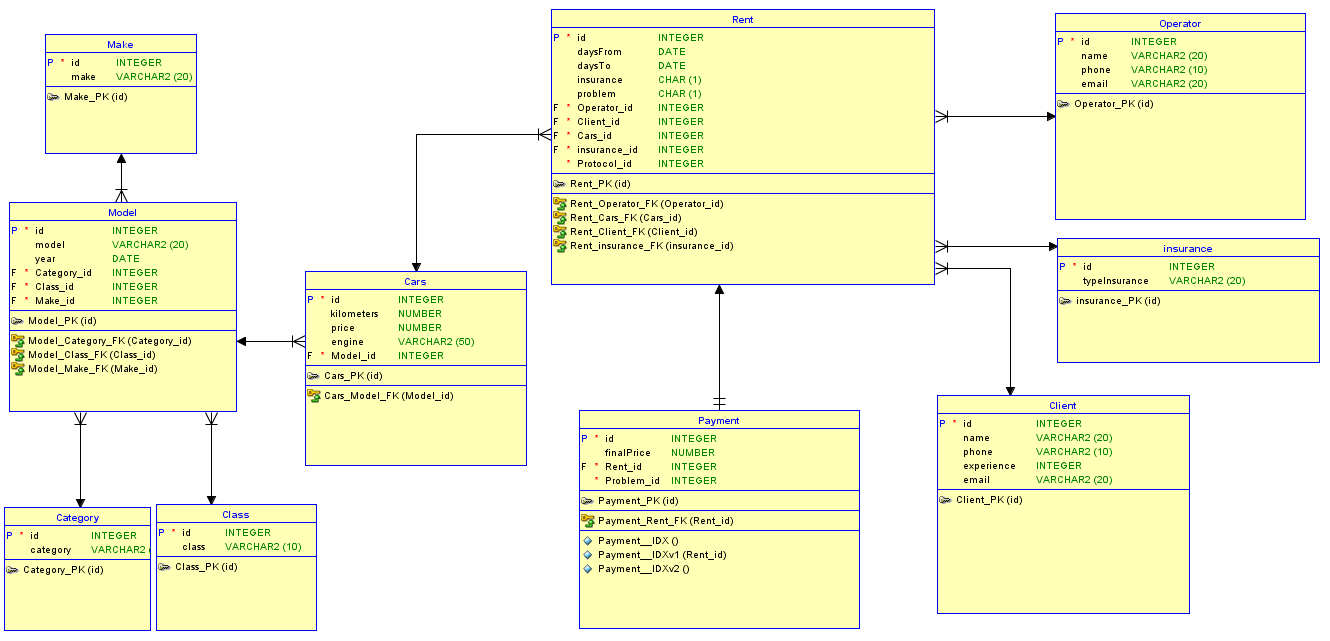 Make
P * id INTEGER
make VARCHAR2 (20)
Make_PK (id)
Model
P * id INTEGER
model VARCHAR2 (20)
year DATE
F * Category_id INTEGER
F * Class_id INTEGER
F * Make_id INTEGER
Model_PK (id)
Model_Category_FK (Category_id)
Model_Class_FK (Class_id)
Model_Make_FK (Make_id)
Category
P * id INTEGER
category VARCHAR2 (
Category_PK (id)
Class
P * id INTEGER
class VARCHAR2 (10)
Class_PK (id)
Cars
P * id INTEGER
kilometers NUMBER
price NUMBER
engine VARCHAR2 (50)
F * Model_id INTEGER
Cars_PK (id)
Cars_Model_FK (Model_id)
Rent
P * id INTEGER
daysFrom DATE
daysTo DATE
insurance CHAR (1)
problem CHAR (1)
F * Operator_id INTEGER
F * Client_id INTEGER
F * Cars_id INTEGER
F * insurance_id INTEGER
* Protocol_id INTEGER
Rent_PK (id)
Rent_Operator_FK (Operator_id)
Rent_Cars_FK (Cars_id)
Rent_Client_FK (Client_id)
Rent_insurance_FK (insurance_id)
Payment
P * id INTEGER
finalPrice NUMBER
F * Rent_id INTEGER
* Problem_id INTEGER
Payment_PK (id)
Payment_Rent_FK (Rent_id)
Payment__IDX ()
Payment__IDXv1 (Rent_id)
Payment__IDXv2 ()
Operator
P * id INTEGER
name VARCHAR2 (20)
phone VARCHAR2 (10)
email VARCHAR2 (20)
Operator_PK (id)
insurance
P * id INTEGER
typeInsurance VARCHAR2 (20)
insurance_PK (id)
Client
P * id INTEGER
name VARCHAR2 (20)
phone VARCHAR2 (10)
experience INTEGER
email VARCHAR2 (20)
Client_PK (id)